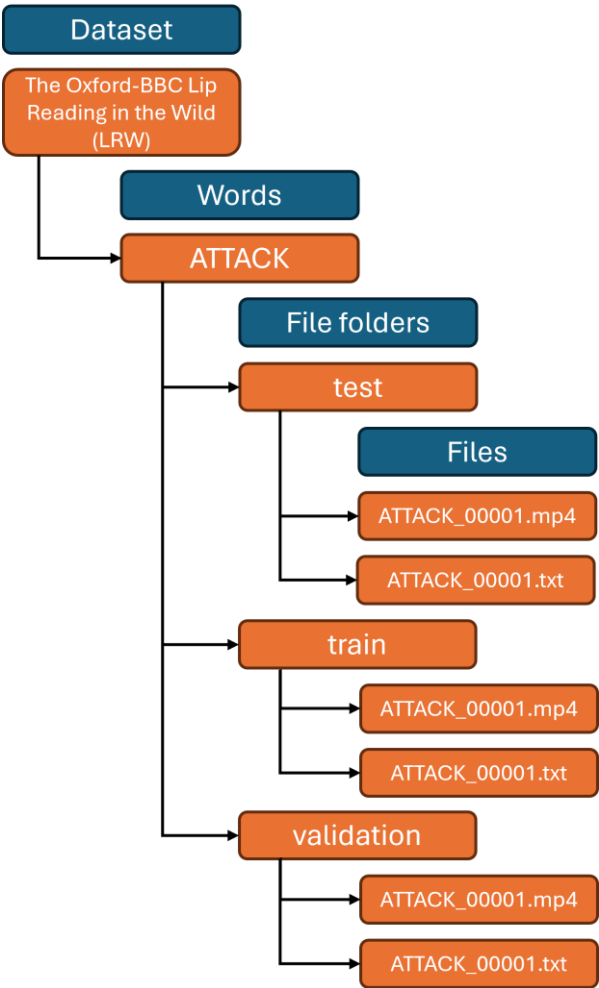 Dataset
The Oxford-BBC Lip
Reading in the Wild
(LRW)
Words
ATTACK
File folders
test
Files
ATTACK_00001.mp4
ATTACK_00001.txt
train
ATTACK_00001.mp4
ATTACK_00001.txt
validation
ATTACK_00001.mp4
ATTACK_00001.txt